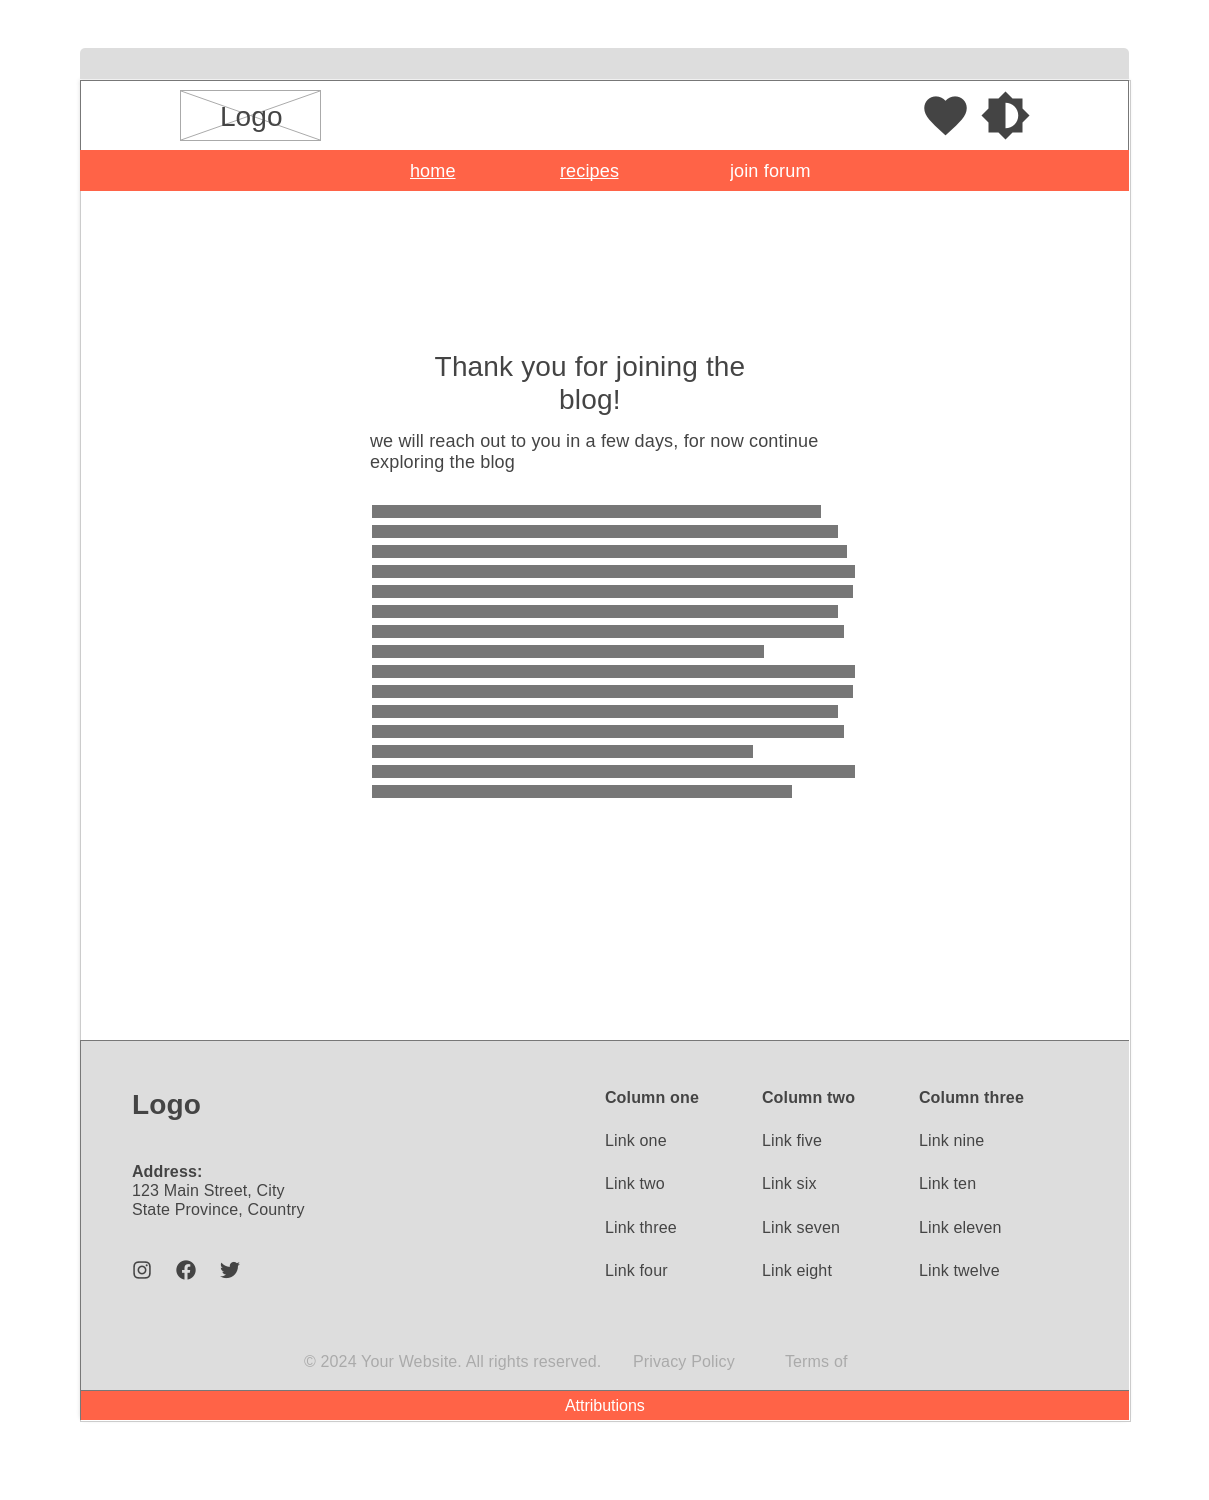 Logo
home recipes join forum
Thank you for joining the
blog!
we will reach out to you in a few days, for now continue
exploring the blog
Logo
Address:
123 Main Street, City
State Province, Country
Column one
Link one
Link two
Link three
Link four
Column two
Link five
Link six
Link seven
Link eight
Column three
Link nine
Link ten
Link eleven
Link twelve
© 2024 Your Website. All rights reserved. Privacy Policy Terms of
Attributions